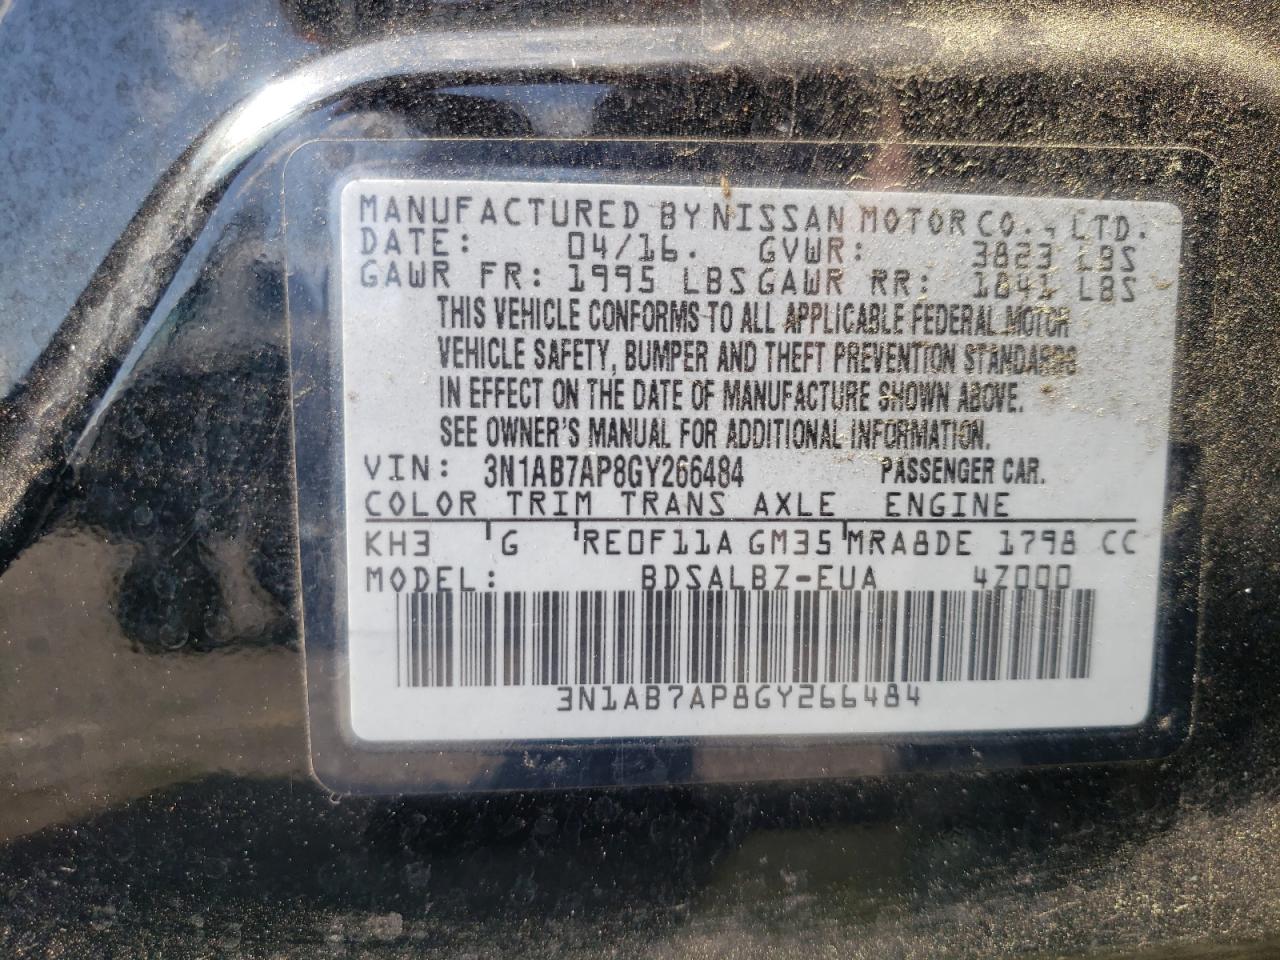 MANUFACTURED BY NISSAN MOTOR CO., LTD.
DATE: 04/16. GVWR: 3823 LBS
GAWR FR: 1995 LBS GAWR RR: 1841 LBS
THIS VEHICLE CONFORMS TO ALL APPLICABLE FEDERAL MOTOR
VEHICLE SAFETY, BUMPER AND THEFT PREVENTION STANDARDS
IN EFFECT ON THE DATE OF MANUFACTURE SHOWN ABOVE.
SEE OWNER'S MANUAL FOR ADDITIONAL INFORMATION.
VIN: 3N1AB7AP8GY266484 PASSENGER CAR.
COLOR TRIM TRANS AXLE ENGINE
KH3 G RE0F11A GM35 MRA8DE 1798 CC
MODEL: BDSALBZ-EUA 4Z000
3N1AB7AP8GY266484